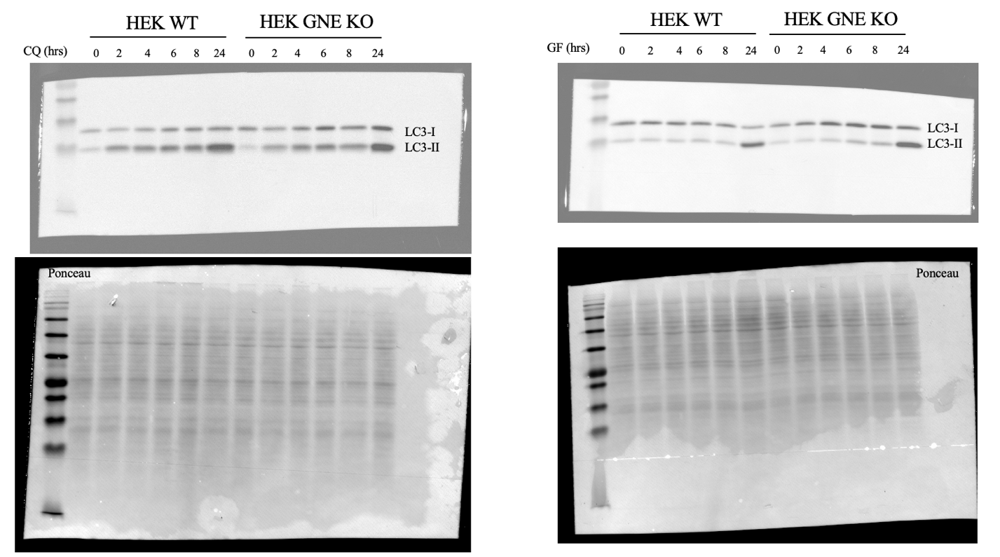 HEK WT
HEK GNE KO
CQ (hrs)
0 2 4 6 8 24 0 2 4 6 8 24
LC3-I
LC3-II
Ponceau
HEK WT
HEK GNE KO
GF (hrs)
0 2 4 6 8 24 0 2 4 6 8 24
LC3-I
LC3-II
Ponceau